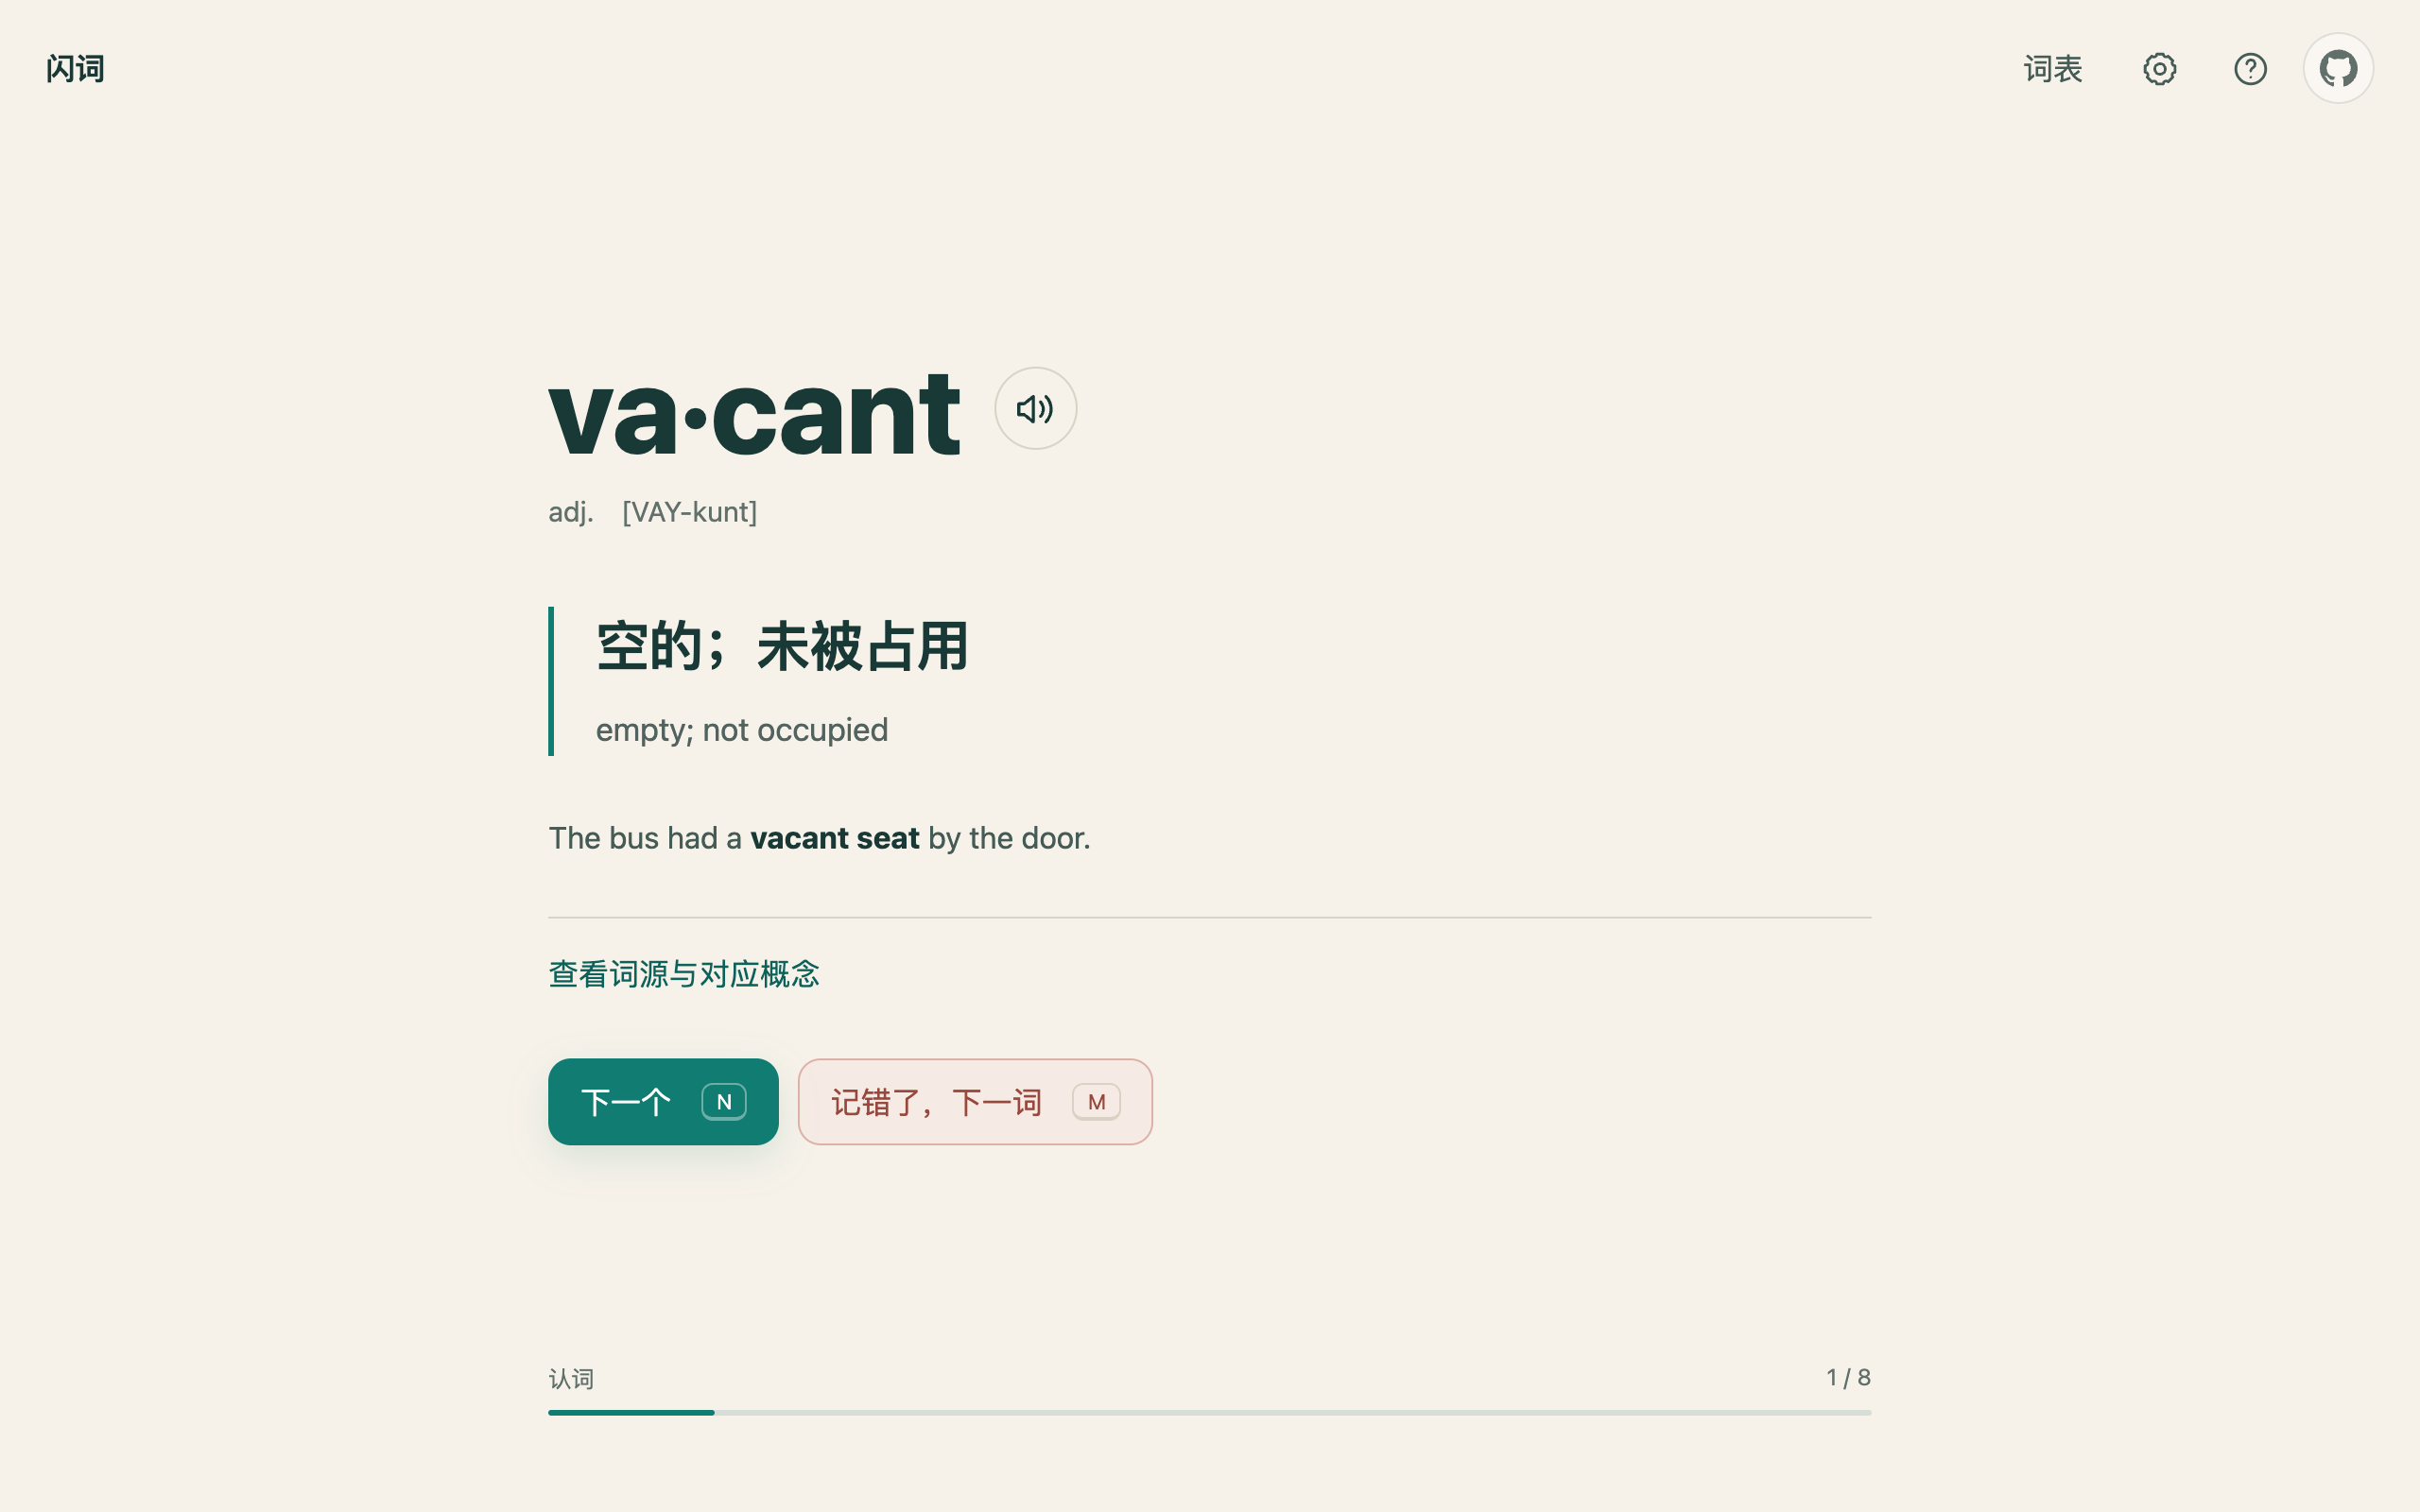 闪词
词表
va·cant
adj. [VAY-kunt]
空的；未被占用
empty; not occupied
The bus had a vacant seat by the door.
查看词源与对应概念
下一个 N
记错了，下一词 M
认词
1 / 8